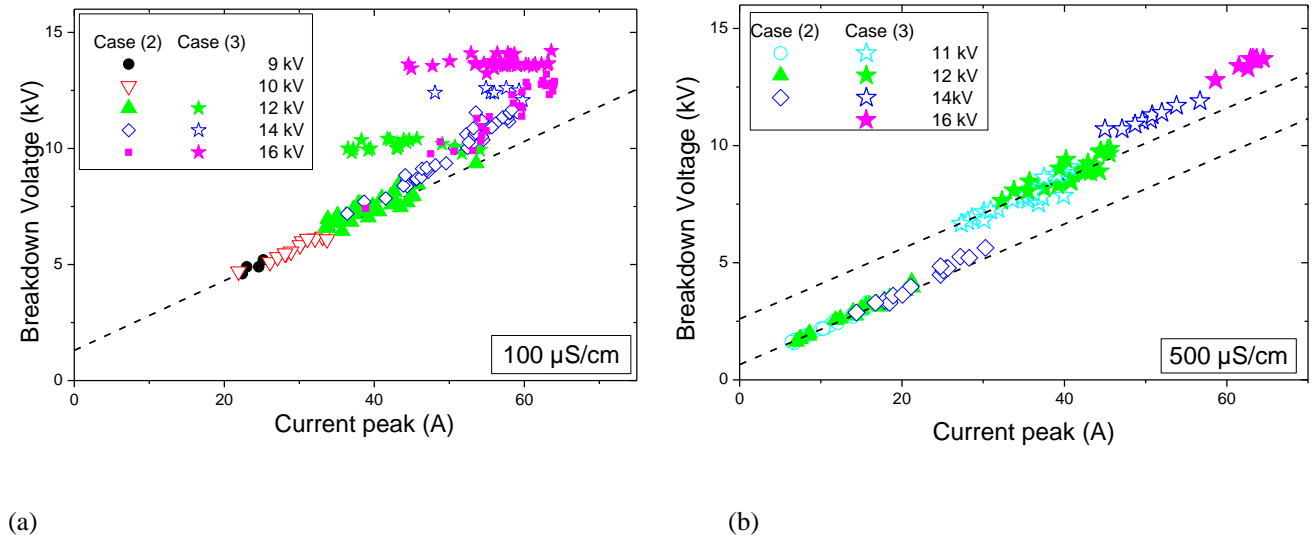 15
10
5
0
0
20
40
60
Breakdown Volatge (kV)
Current peak (A)
Case (2) Case (3)
9 kV
10 kV
12 kV
14 kV
16 kV
100 µS/cm
(a)
15
10
5
0
0
20
40
60
Breakdown Voltage (kV)
Current peak (A)
Case (2) Case (3)
11 kV
12 kV
14kV
16 kV
500 µS/cm
(b)